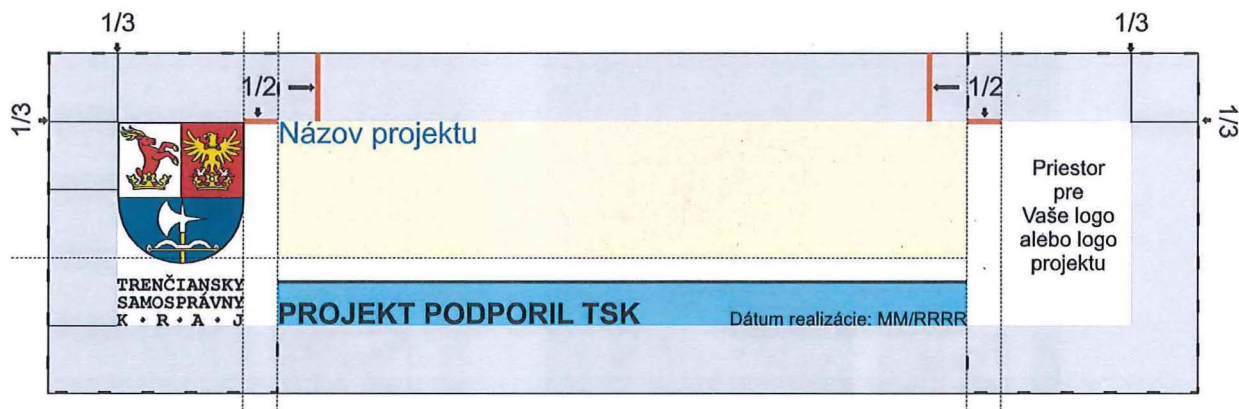 1/3
1/3
1/2
1/2
1/3
1/3
Názov projektu
Priestor
pre
Vaše logo
alebo logo
projektu
TRENČIANSKY
SAMOSPRÁVNY
K · R · A · J
PROJEKT PODPORIL TSK
Dátum realizácie: MM/RRRR